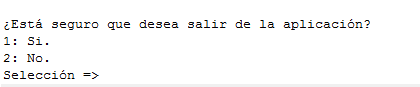 ¿Está seguro que desea salir de la aplicación?
1: Si.
2: No.
Selección =>